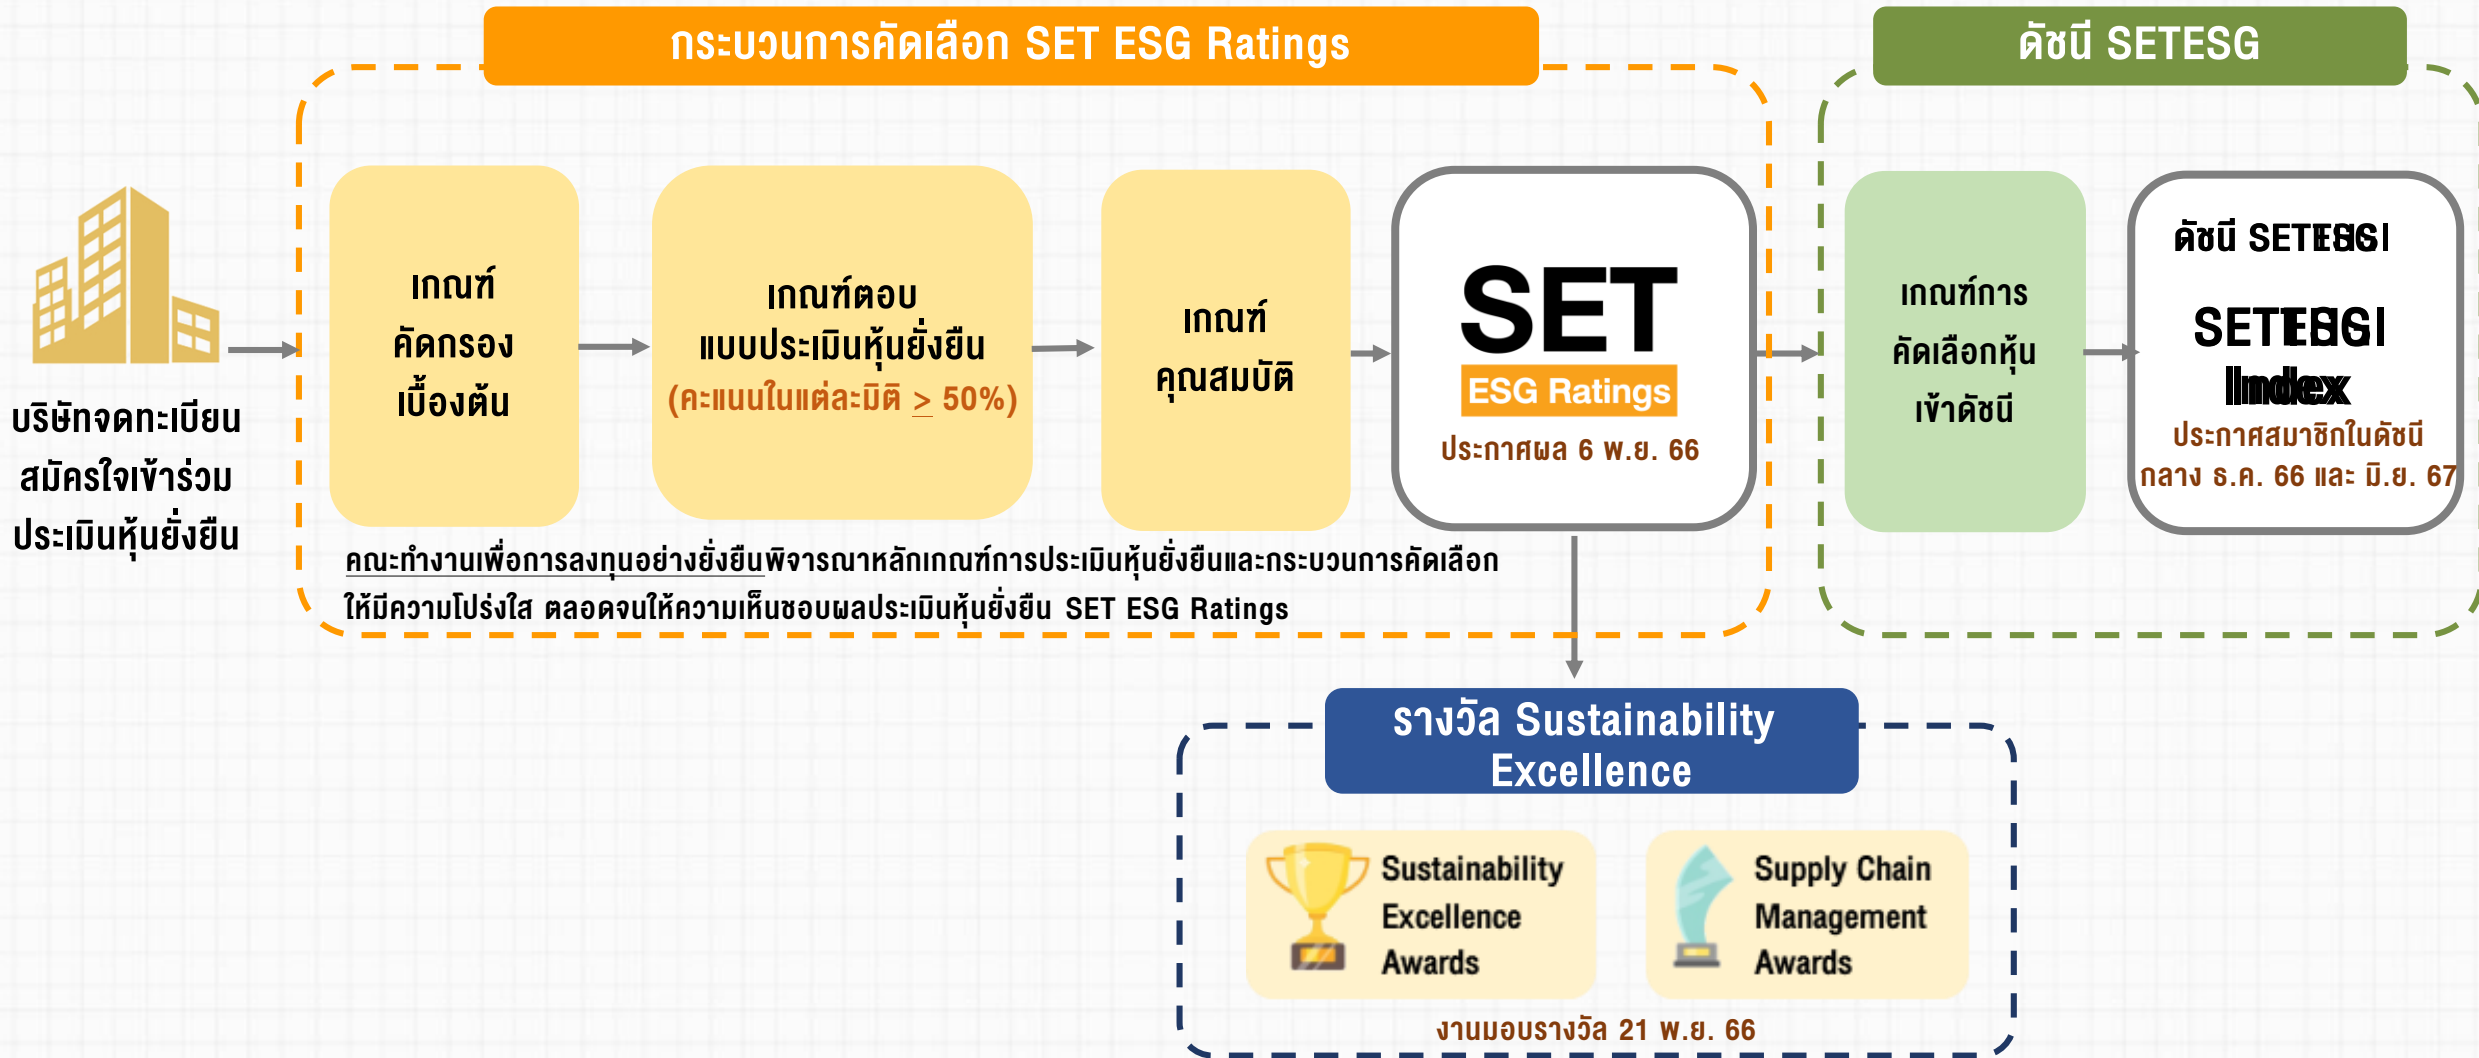 กระบวนการคัดเลือก SET ESG Ratings
ดัชนี SETESG
บริษัทจดทะเบียน
สมัครใจเข้าร่วม
ประเมินหุ้นยั่งยืน
เกณฑ์
คัดกรอง
เบื้องต้น
เกณฑ์ตอบ
แบบประเมินหุ้นยั่งยืน
(คะแนนในแต่ละมิติ ≥ 50%)
เกณฑ์
คุณสมบัติ
SET
ESG Ratings
ประกาศผล 6 พ.ย. 66
เกณฑ์การ
คัดเลือกหุ้น
เข้าดัชนี
ดัชนี
Index
ประกาศสมาชิกในดัชนี
กลาง ธ.ค. 66 และ มิ.ย. 67
คณะทำงานเพื่อการลงทุนอย่างยั่งยืนพิจารณาหลักเกณฑ์การประเมินหุ้นยั่งยืนและกระบวนการคัดเลือก
ให้มีความโปร่งใส ตลอดจนให้ความเห็นชอบผลประเมินหุ้นยั่งยืน SET ESG Ratings
รางวัล Sustainability
Excellence
Sustainability
Excellence
Awards
Supply Chain
Management
Awards
งานมอบรางวัล 21 พ.ย. 66